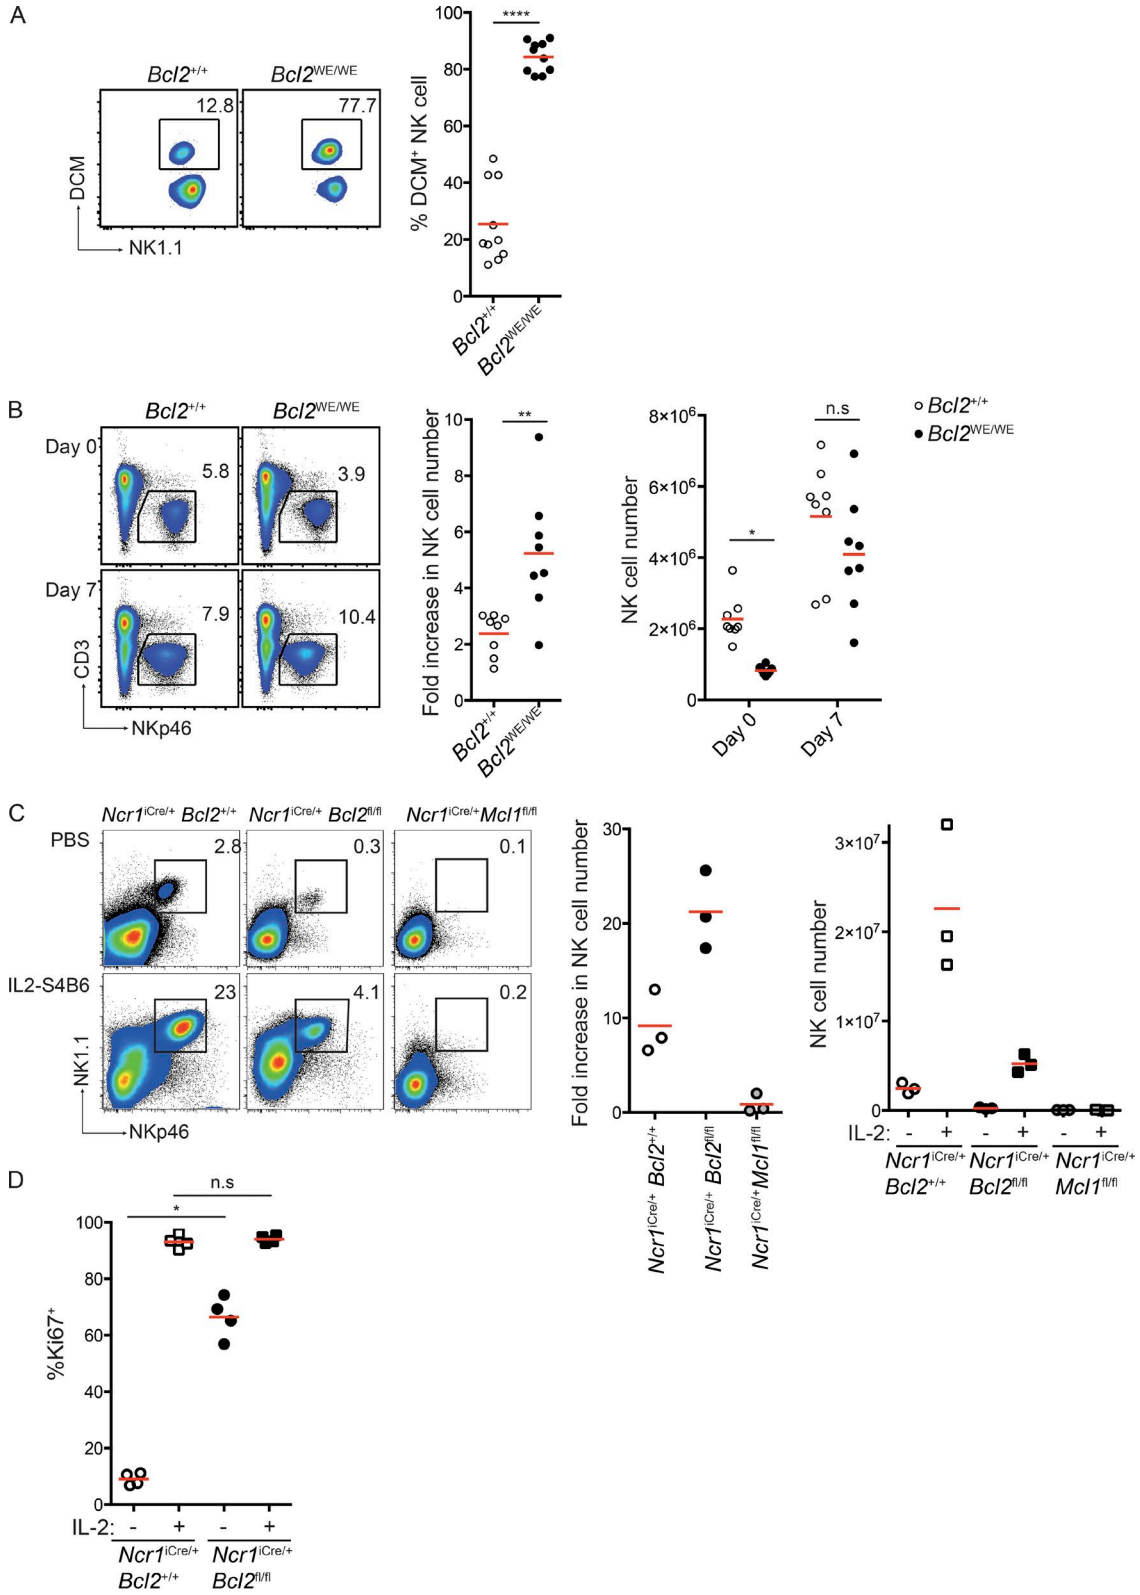 A
Bcl2+/+
Bcl2WE/WE
12.8
77.7
DCM
NK1.1
% DCM+ NK cell
100
80
60
40
20
0
****
Bcl2+/+
Bcl2WE/WE
B
Bcl2+/+
Bcl2WE/WE
Day 0
5.8
3.9
Day 7
7.9
10.4
CD3
NKp46
Fold increase in NK cell number
10
8
6
4
2
0
**
Bcl2+/+
Bcl2WE/WE
NK cell number
8×10⁶
6×10⁶
4×10⁶
2×10⁶
0
*
n.s
Day 0
Day 7
Bcl2+/+
Bcl2WE/WE
C
Ncr1iCre/+ Bcl2+/+
Ncr1iCre/+ Bcl2fl/fl
Ncr1iCre/+Mcl1fl/fl
PBS
2.8
0.3
0.1
IL2-S4B6
23
4.1
0.2
NK1.1
NKp46
Fold increase in NK cell number
30
20
10
0
Ncr1iCre/+ Bcl2+/+
Ncr1iCre/+ Bcl2fl/fl
Ncr1iCre/+Mcl1fl/fl
NK cell number
3×10⁷
2×10⁷
1×10⁷
0
IL-2: - + - + - +
Ncr1iCre/+ Ncr1iCre/+ Ncr1iCre/+
Bcl2+/+ Bcl2fl/fl Mcl1fl/fl
D
n.s
*
%Ki67+
100
80
60
40
20
0
IL-2: - + - +
Ncr1iCre/+ Ncr1iCre/+
Bcl2+/+ Bcl2fl/fl